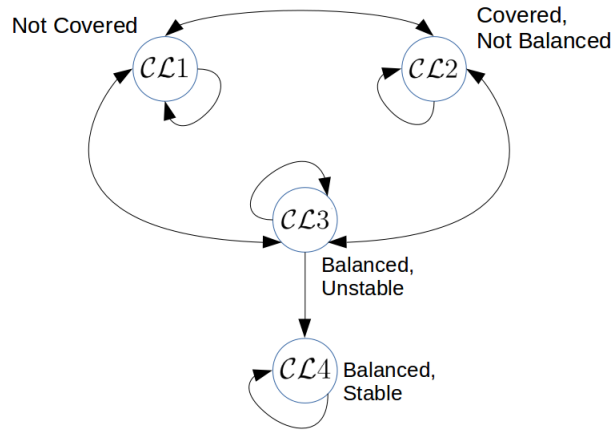 Not Covered
Covered,
Not Balanced
𝒞ℒ1
𝒞ℒ2
𝒞ℒ3
Balanced,
Unstable
𝒞ℒ4
Balanced,
Stable